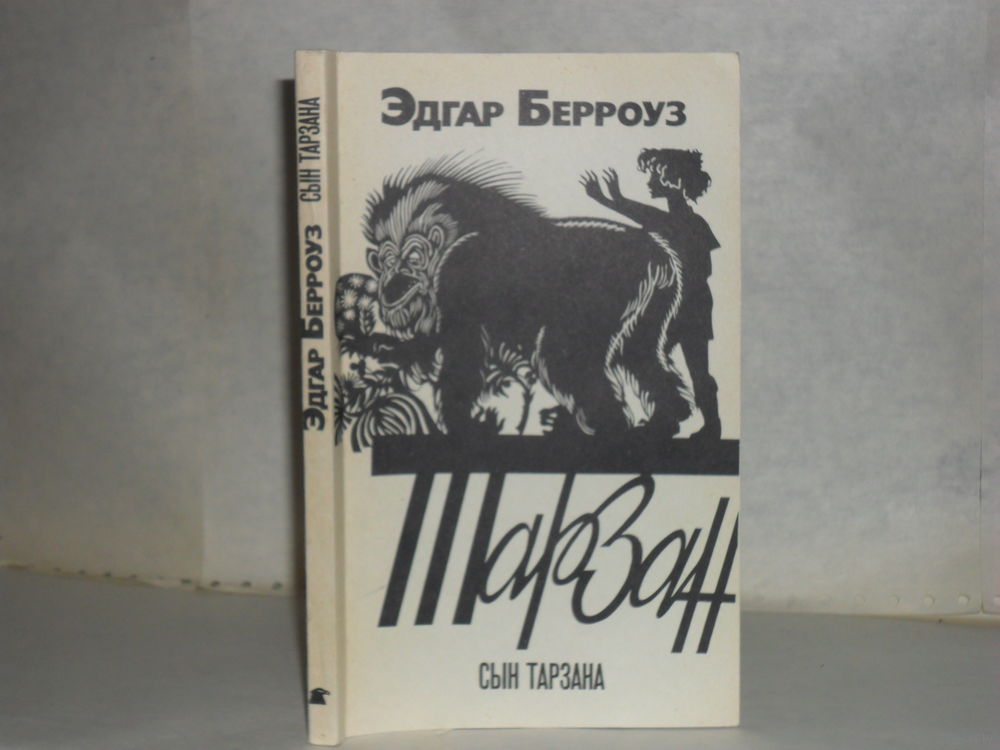 Эдгар Берроуз
Тарзан
СЫН ТАРЗАНА
Эдгар Берроуз СЫН ТАРЗАНА